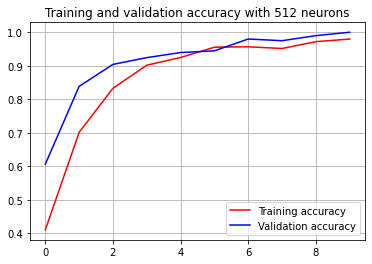 Training and validation accuracy with 512 neurons
1.0
0.9
0.8
0.7
0.6
0.5
0.4
Training accuracy
Validation accuracy
0 2 4 6 8